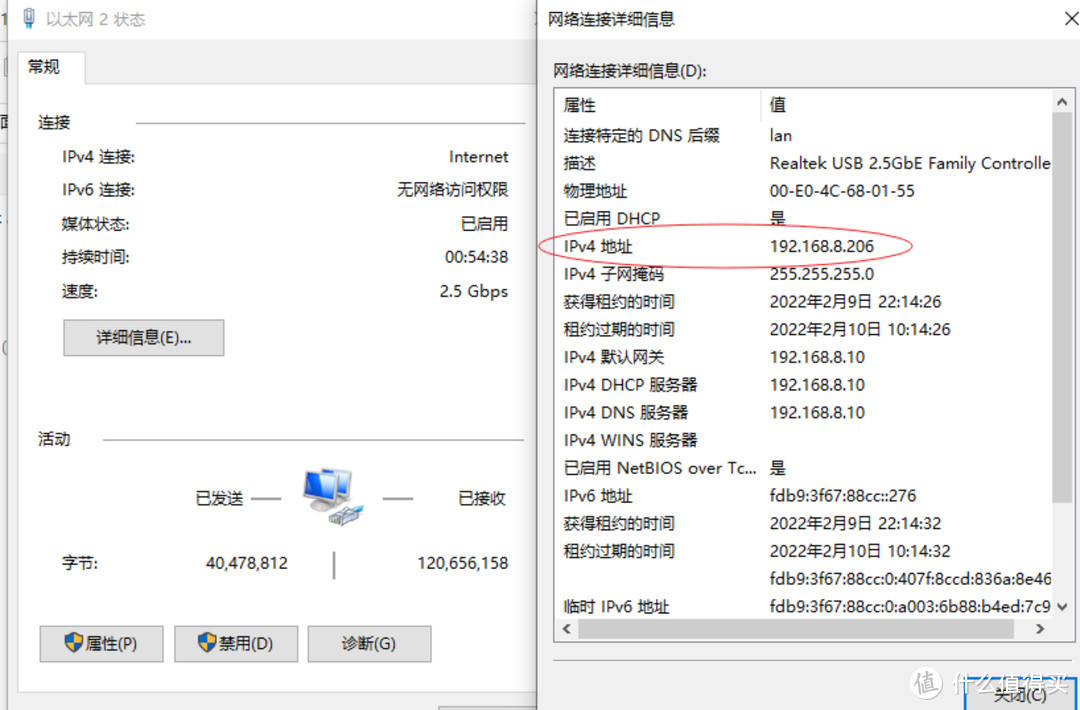 以太网 2 状态
常规
连接
IPv4 连接: Internet
IPv6 连接: 无网络访问权限
媒体状态: 已启用
持续时间: 00:54:38
速度: 2.5 Gbps
详细信息(E)...
活动
已发送 已接收
字节: 40,478,812 120,656,158
属性(P) 禁用(D) 诊断(G)
网络连接详细信息
网络连接详细信息(D):
属性 值
连接特定的 DNS 后缀 lan
描述 Realtek USB 2.5GbE Family Controlle
物理地址 00-E0-4C-68-01-55
已启用 DHCP 是
IPv4 地址 192.168.8.206
IPv4 子网掩码 255.255.255.0
获得租约的时间 2022年2月9日 22:14:26
租约过期的时间 2022年2月10日 10:14:26
IPv4 默认网关 192.168.8.10
IPv4 DHCP 服务器 192.168.8.10
IPv4 DNS 服务器 192.168.8.10
IPv4 WINS 服务器
已启用 NetBIOS over Tc... 是
IPv6 地址 fdb9:3f67:88cc::276
获得租约的时间 2022年2月9日 22:14:32
租约过期的时间 2022年2月10日 10:14:32
fdb9:3f67:88cc:0:407f:8ccd:836a:8e46
临时 IPv6 地址 fdb9:3f67:88cc:0:a003:6b88:b4ed:7c9
关闭(C)
值 什么值得买